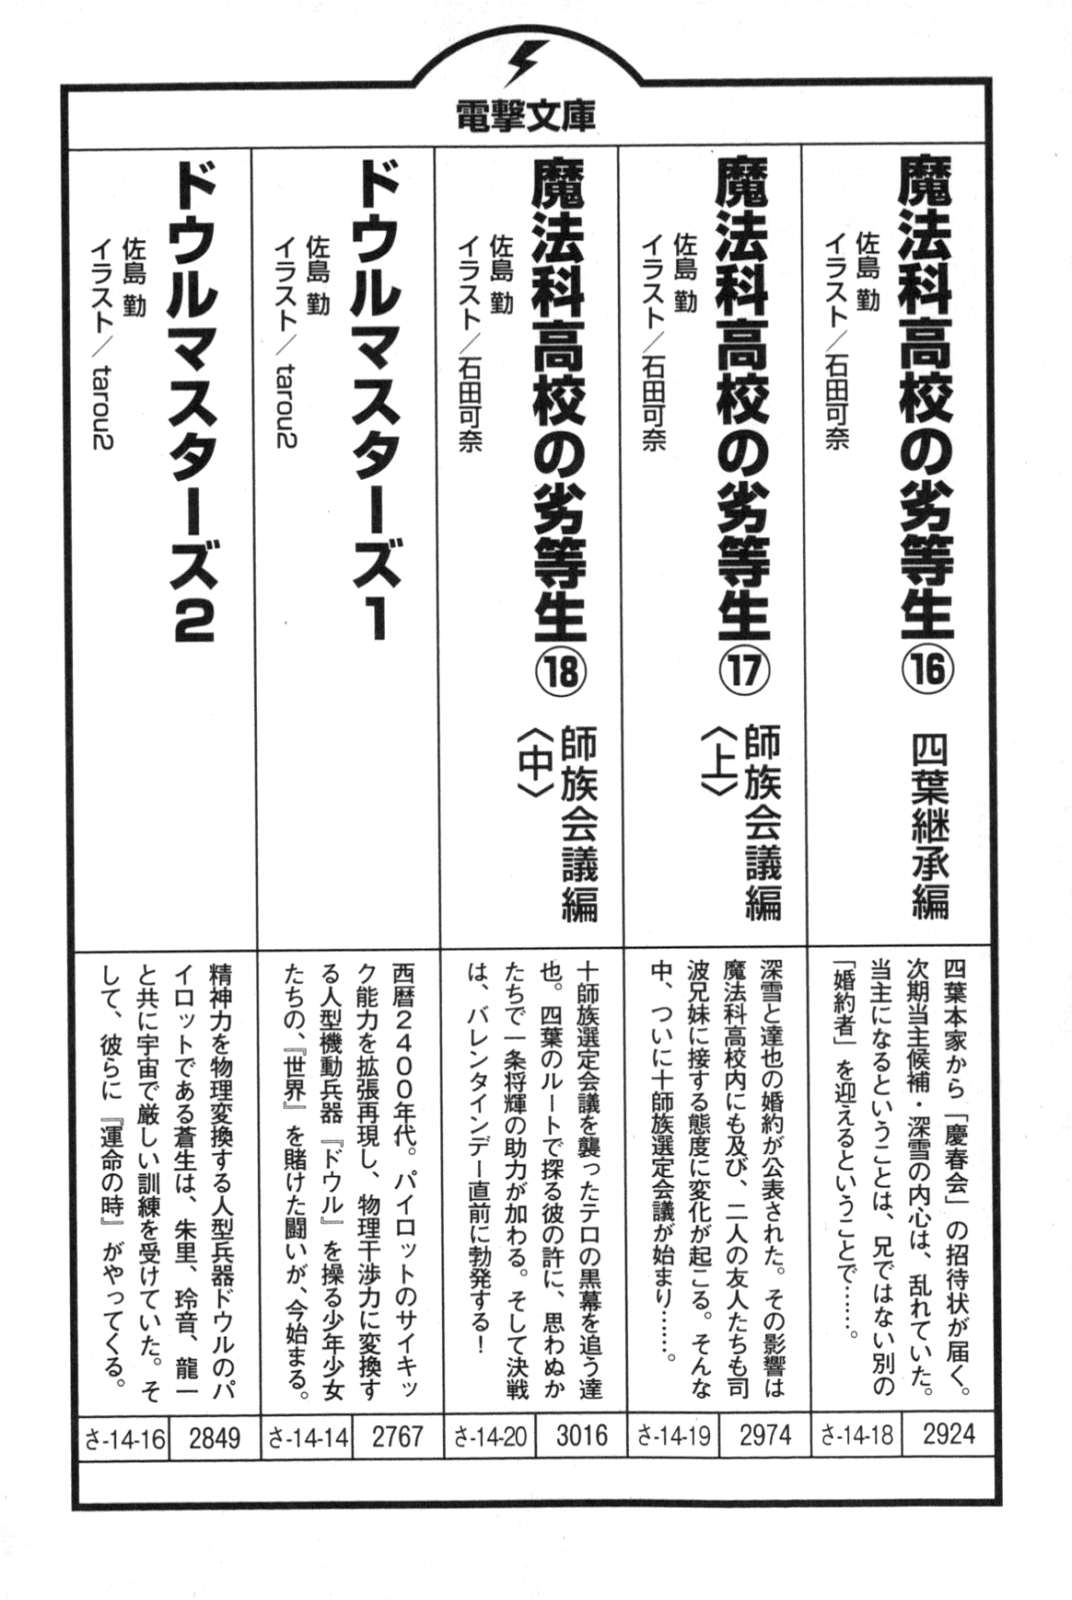 電撃文庫
魔法科高校の劣等生⑯ 四葉継承編
佐島 勤
イラスト/石田可奈
四葉本家から「慶春会」の招待状が届く。
次期当主候補・深雪の内心は、乱れていた。
当主になるということは、兄ではない別の
「婚約者」を迎えるということで……。
さ-14-18
2924
魔法科高校の劣等生⑰ 師族会議編
〈上〉
佐島 勤
イラスト/石田可奈
深雪と達也の婚約が公表された。その影響は
魔法科高校内にも及び、二人の友人たちも司
波兄妹に接する態度に変化が起こる。そんな
中、ついに十師族選定会議が始まり……。
さ-14-19
2974
魔法科高校の劣等生⑱ 師族会議編
〈中〉
佐島 勤
イラスト/石田可奈
十師族選定会議を襲ったテロの黒幕を追う達
也。四葉のルートで探る彼の許に、思わぬか
たちで一条将輝の助力が加わる。そして決戦
は、バレンタインデー直前に勃発する!
さ-14-20
3016
ドウルマスターズ1
佐島 勤
イラスト/tarou2
西暦2400年代。パイロットのサイキッ
ク能力を拡張再現し、物理干渉力に変換す
る人型機動兵器『ドウル』を操る少年少女
たちの、『世界』を賭けた闘いが、今始まる。
さ-14-14
2767
ドウルマスターズ2
佐島 勤
イラスト/tarou2
精神力を物理変換する人型兵器ドウルのパ
イロットである蒼生は、朱里、玲音、龍一
と共に宇宙で厳しい訓練を受けていた。そ
して、彼らに『運命の時』がやってくる。
さ-14-16
2849